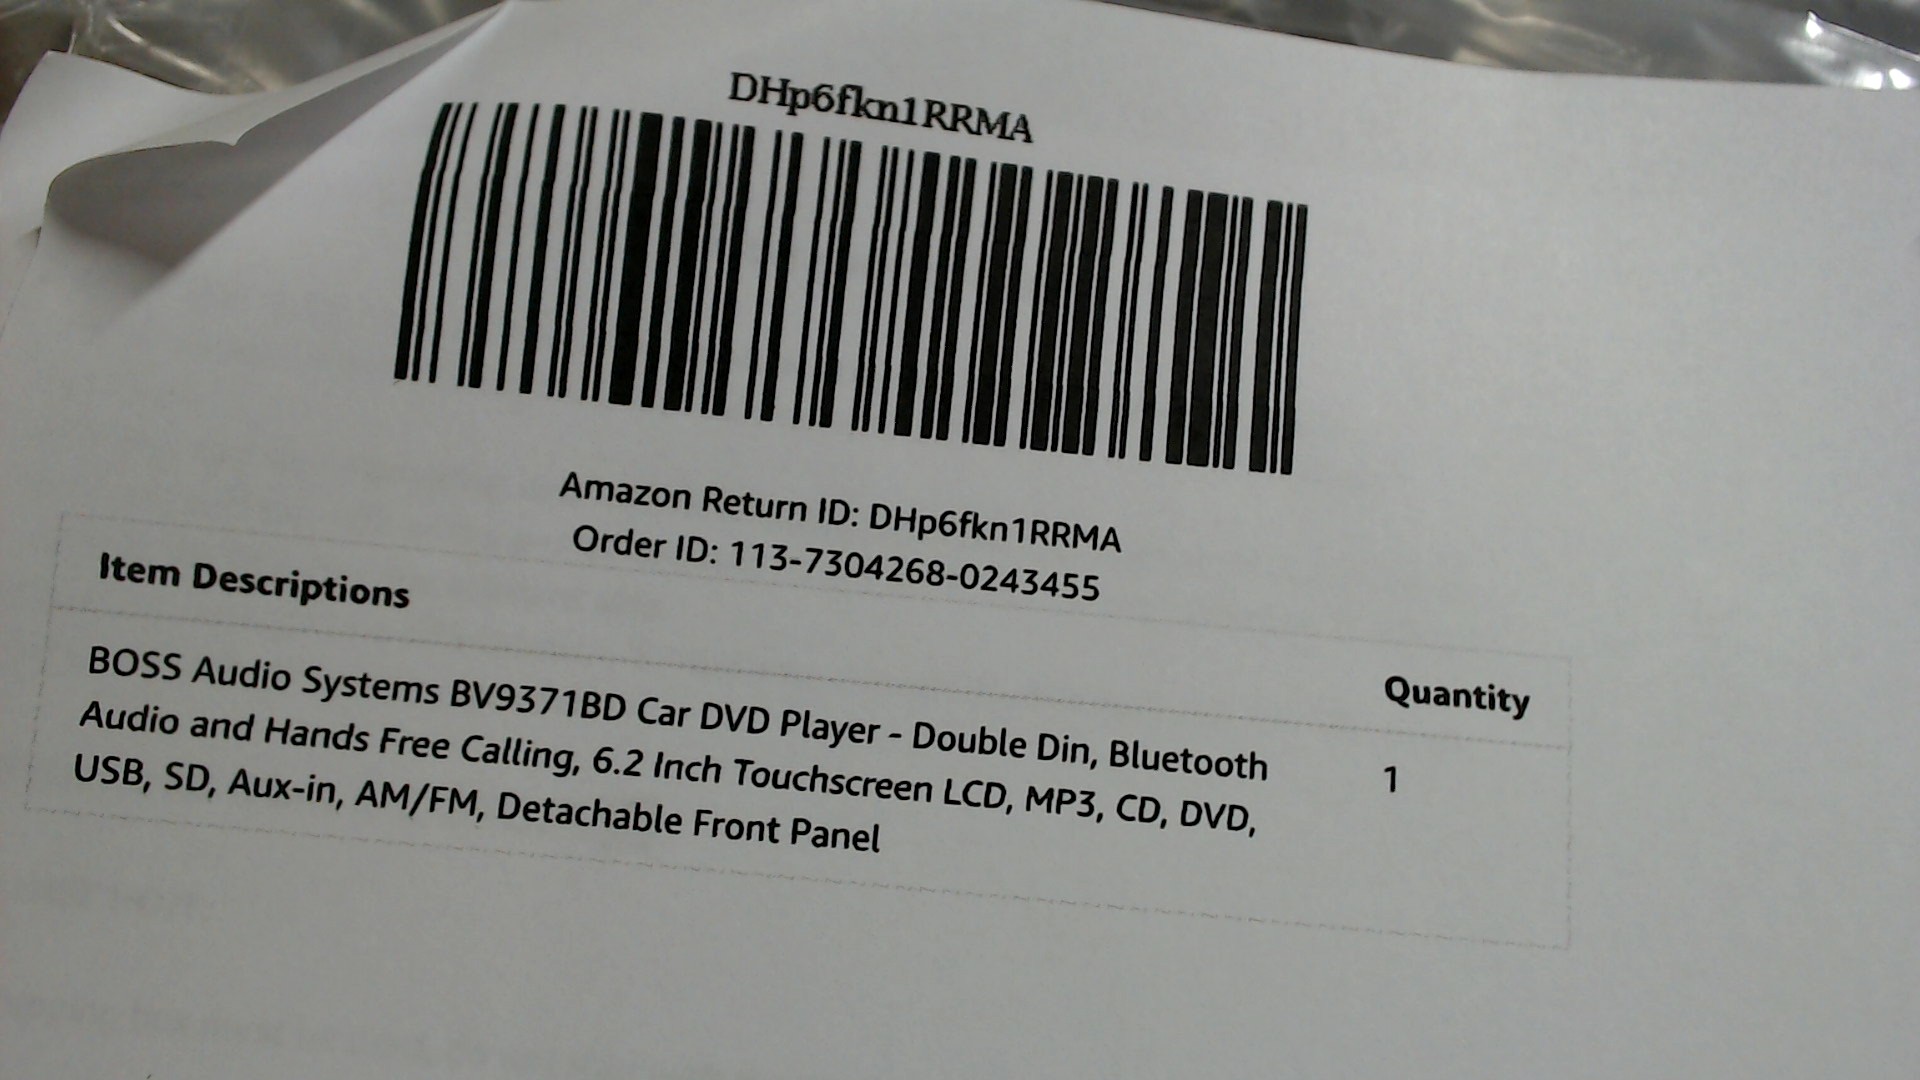 DHp6fkn1RRMA
Amazon Return ID: DHp6fkn1RRMA
Order ID: 113-7304268-0243455
Item Descriptions
Quantity
BOSS Audio Systems BV9371BD Car DVD Player - Double Din, Bluetooth
Audio and Hands Free Calling, 6.2 Inch Touchscreen LCD, MP3, CD, DVD,
USB, SD, Aux-in, AM/FM, Detachable Front Panel
1